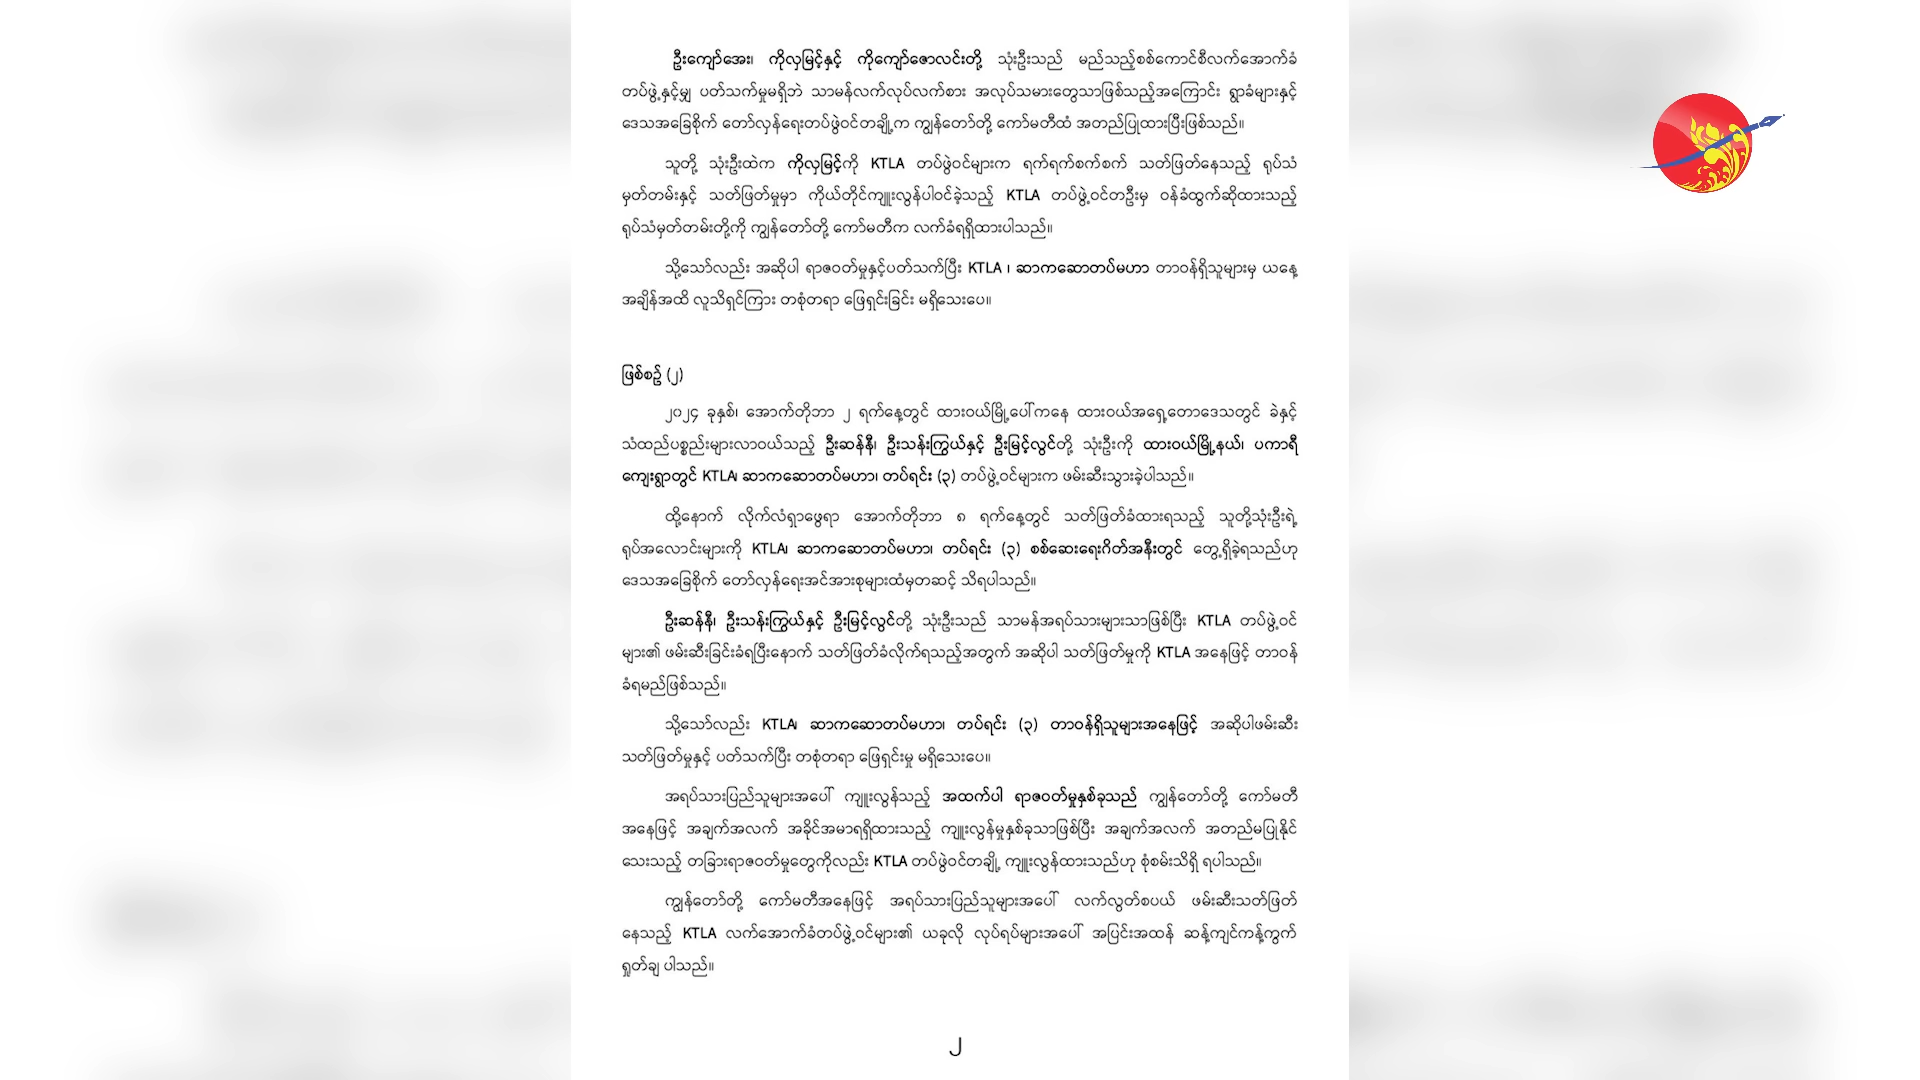 ဦးကျော်အေး၊ ကိုလှမြင့်နှင့် ကိုကျော်ဇောလင်းတို့ သုံးဦးသည် မည်သည့်စစ်ကောင်စီလက်အောက်ခံ
တပ်ဖွဲ့နှင့်မျှ ပတ်သက်မှုမရှိဘဲ သာမန်လက်လုပ်လက်စား အလုပ်သမားတွေသာဖြစ်သည့်အကြောင်း ရွာခံများနှင့်
ဒေသအခြေစိုက် တော်လှန်ရေးတပ်ဖွဲဝင်တချို့က ကျွန်တော်တို့ ကော်မတီထံ အတည်ပြုထားပြီးဖြစ်သည်။
သူတို့ သုံးဦးထဲက ကိုလှမြင့်ကို KTLA တပ်ဖွဲဝင်များက ရက်ရက်စက်စက် သတ်ဖြတ်နေသည့် ရုပ်သံ
မှတ်တမ်းနှင့် သတ်ဖြတ်မှုမှာ ကိုယ်တိုင်ကျူးလွန်ပါဝင်ခဲ့သည့် KTLA တပ်ဖွဲ့ဝင်တဦးမှ ဝန်ခံထွက်ဆိုထားသည့်
ရုပ်သံမှတ်တမ်းတို့ကို ကျွန်တော်တို့ ကော်မတီက လက်ခံရရှိထားပါသည်။
သို့သော်လည်း အဆိုပါ ရာဇဝတ်မှုနှင့်ပတ်သက်ပြီး KTLA ၊ ဆာကဆောတပ်မဟာ တာဝန်ရှိသူများမှ ယနေ့
အချိန်အထိ လူသိရှင်ကြား တစုံတရာ ဖြေရှင်းခြင်း မရှိသေးပေ။
ဖြစ်စဥ် (၂)
၂၀၂၄ ခုနှစ်၊ အောက်တိုဘာ ၂ ရက်နေ့တွင် ထားဝယ်မြို့ပေါ်ကနေ ထားဝယ်အရှေ့တောဒေသတွင် ခဲနှင့်
သံထည်ပစ္စည်းများလာဝယ်သည့် ဦးဆန်နီ၊ ဦးသန်းကြွယ်နှင့် ဦးမြင့်လွင်တို့ သုံးဦးကို ထားဝယ်မြို့နယ်၊ ပကာရီ
ကျေးရွာတွင် KTLA၊ ဆာကဆောတပ်မဟာ၊ တပ်ရင်း (၃) တပ်ဖွဲ့ဝင်များက ဖမ်းဆီးသွားခဲ့ပါသည်။
ထို့နောက် လိုက်လံရှာဖွေရာ အောက်တိုဘာ ၈ ရက်နေ့တွင် သတ်ဖြတ်ခံထားရသည့် သူတို့သုံးဦးရဲ့
ရုပ်အလောင်းများကို KTLA၊ ဆာကဆောတပ်မဟာ၊ တပ်ရင်း (၃) စစ်ဆေးရေးဂိတ်အနီးတွင် တွေ့ရှိခဲ့ရသည်ဟု
ဒေသအခြေစိုက် တော်လှန်ရေးအင်အားစုများထံမှတဆင့် သိရပါသည်။
ဦးဆန်နီ၊ ဦးသန်းကြွယ်နှင့် ဦးမြင့်လွင်တို့ သုံးဦးသည် သာမန်အရပ်သားများသာဖြစ်ပြီး KTLA တပ်ဖွဲ့ဝင်
များ၏ ဖမ်းဆီးခြင်းခံရပြီးနောက် သတ်ဖြတ်ခံလိုက်ရသည့်အတွက် အဆိုပါ သတ်ဖြတ်မှုကို KTLA အနေဖြင့် တာဝန်
ခံရမည်ဖြစ်သည်။
သို့သော်လည်း KTLA၊ ဆာကဆောတပ်မဟာ၊ တပ်ရင်း (၃) တာဝန်ရှိသူများအနေဖြင့် အဆိုပါဖမ်းဆီး
သတ်ဖြတ်မှုနှင့် ပတ်သက်ပြီး တစုံတရာ ဖြေရှင်းမှု မရှိသေးပေ။
အရပ်သားပြည်သူများအပေါ် ကျူးလွန်သည့် အထက်ပါ ရာဇဝတ်မှုနှစ်ခုသည် ကျွန်တော်တို့ ကော်မတီ
အနေဖြင့် အချက်အလက် အခိုင်အမာရရှိထားသည့် ကျူးလွန်မှုနှစ်ခုသာဖြစ်ပြီး အချက်အလက် အတည်မပြုနိုင်
သေးသည့် တခြားရာဇဝတ်မှုတွေကိုလည်း KTLA တပ်ဖွဲဝင်တချို့ ကျူးလွန်ထားသည်ဟု စုံစမ်းသိရှိ ရပါသည်။
ကျွန်တော်တို့ ကော်မတီအနေဖြင့် အရပ်သားပြည်သူများအပေါ် လက်လွတ်စပယ် ဖမ်းဆီးသတ်ဖြတ်
နေသည့် KTLA လက်အောက်ခံတပ်ဖွဲ့ဝင်များ၏ ယခုလို လုပ်ရပ်များအပေါ် အပြင်းအထန် ဆန့်ကျင်ကန့်ကွက်
ရှုတ်ချ ပါသည်။
၂